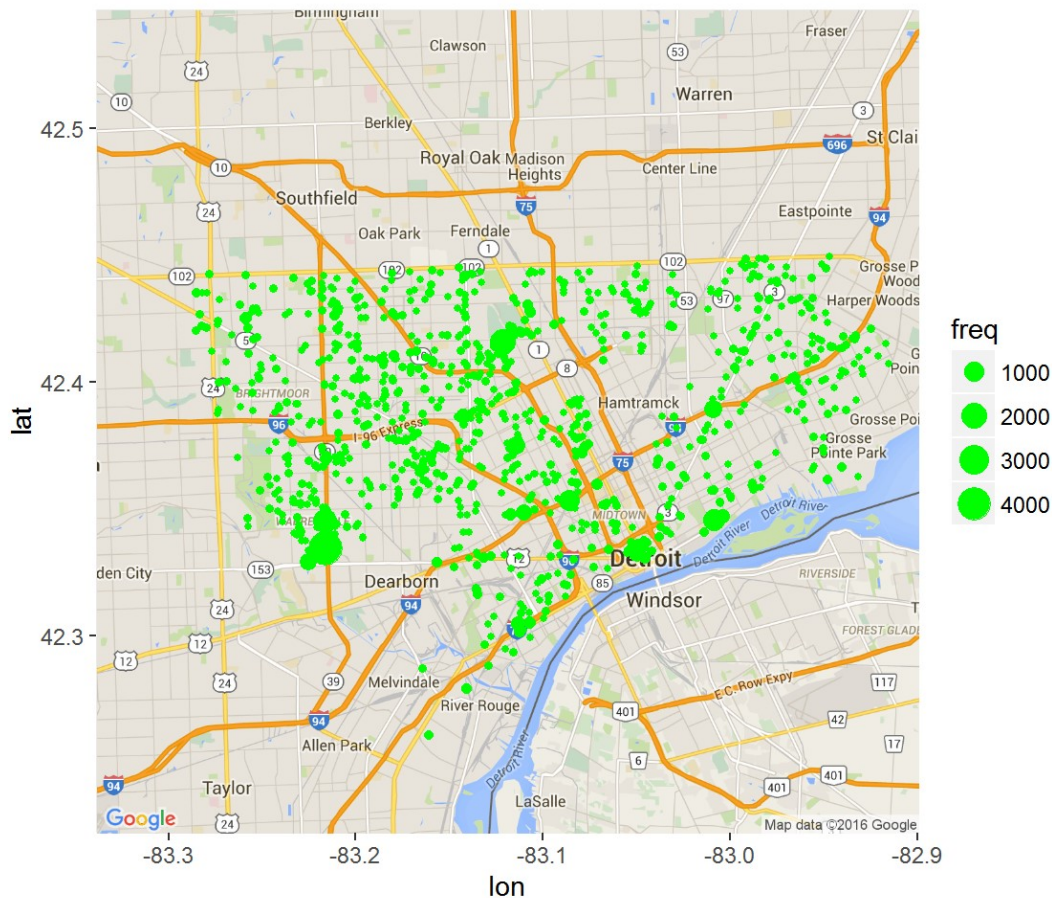 Birmingham
Clawson
Fraser
53
24
10
Warren
3
42.5
Berkley
St Clai
696
Royal Oak Madison
Heights
Center Line
10
Southfield
75
24
Eastpointe
94
Oak Park
Ferndale
1
102
102
102
102
Grosse P
Wood
53
97
3
Harper Woods
5
1
8
freq
1000
2000
3000
4000
42.4
24
BRIGHTMOOR
Hamtramck
96
I-96 Express
94
Grosse Poi
Grosse
Pointe Park
75
MIDTOWN
3
Detroit River
Detroit River
Detroit
153
12
den City
Dearborn
85
RIVERSIDE
94
Windsor
lat
42.3
24
12
12
FOREST GLADE
24
39
Melvindale
E.C. Row Expy
117
River Rouge
401
42
94
Allen Park
17
6
Detroit River
94
Taylor
401
401
LaSalle
24
Google
Map data ©2016 Google
-83.3
-83.2
-83.1
-83.0
-82.9
lon